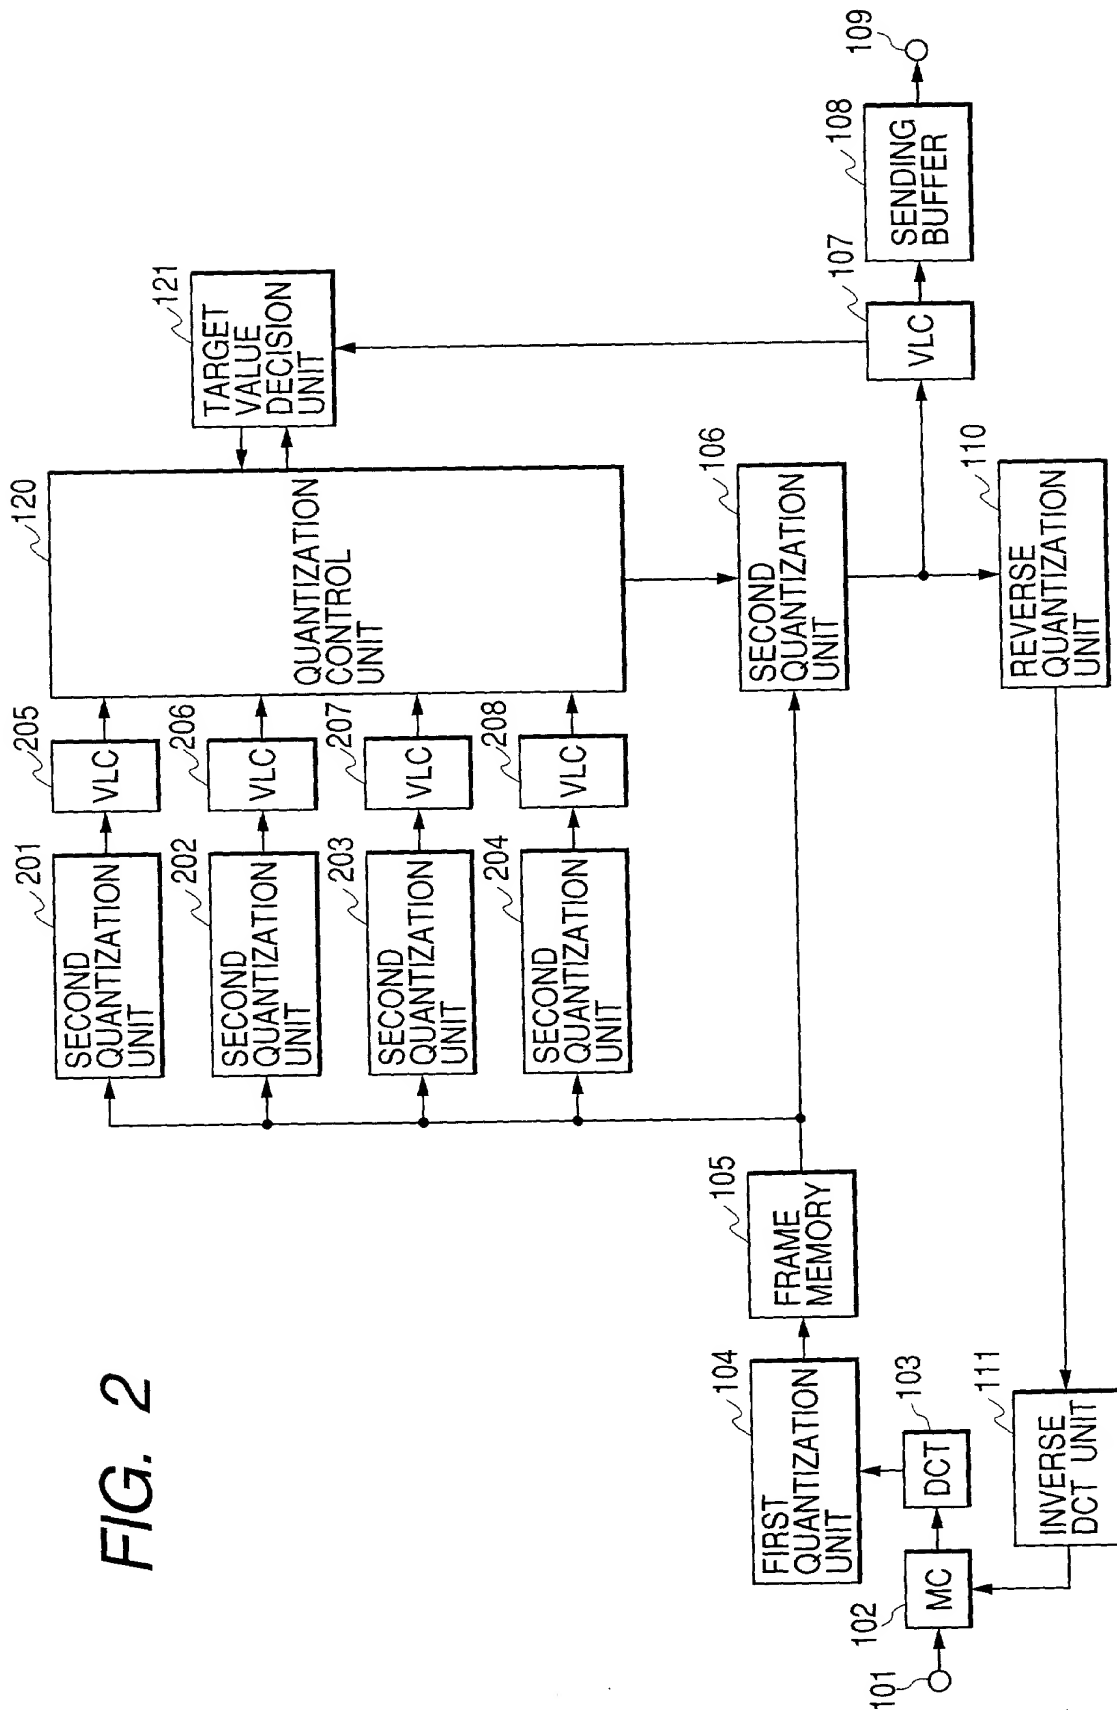 FIG. 2
201
SECOND
QUANTIZATION
UNIT
205
VLC
120
QUANTIZATION
CONTROL
UNIT
121
TARGET
VALUE
DECISION
UNIT
202
SECOND
QUANTIZATION
UNIT
206
VLC
203
SECOND
QUANTIZATION
UNIT
207
VLC
204
SECOND
QUANTIZATION
UNIT
208
VLC
104
FIRST
QUANTIZATION
UNIT
105
FRAME
MEMORY
106
SECOND
QUANTIZATION
UNIT
101
102
MC
103
DCT
107
VLC
108
SENDING
BUFFER
109
111
INVERSE
DCT UNIT
110
REVERSE
QUANTIZATION
UNIT